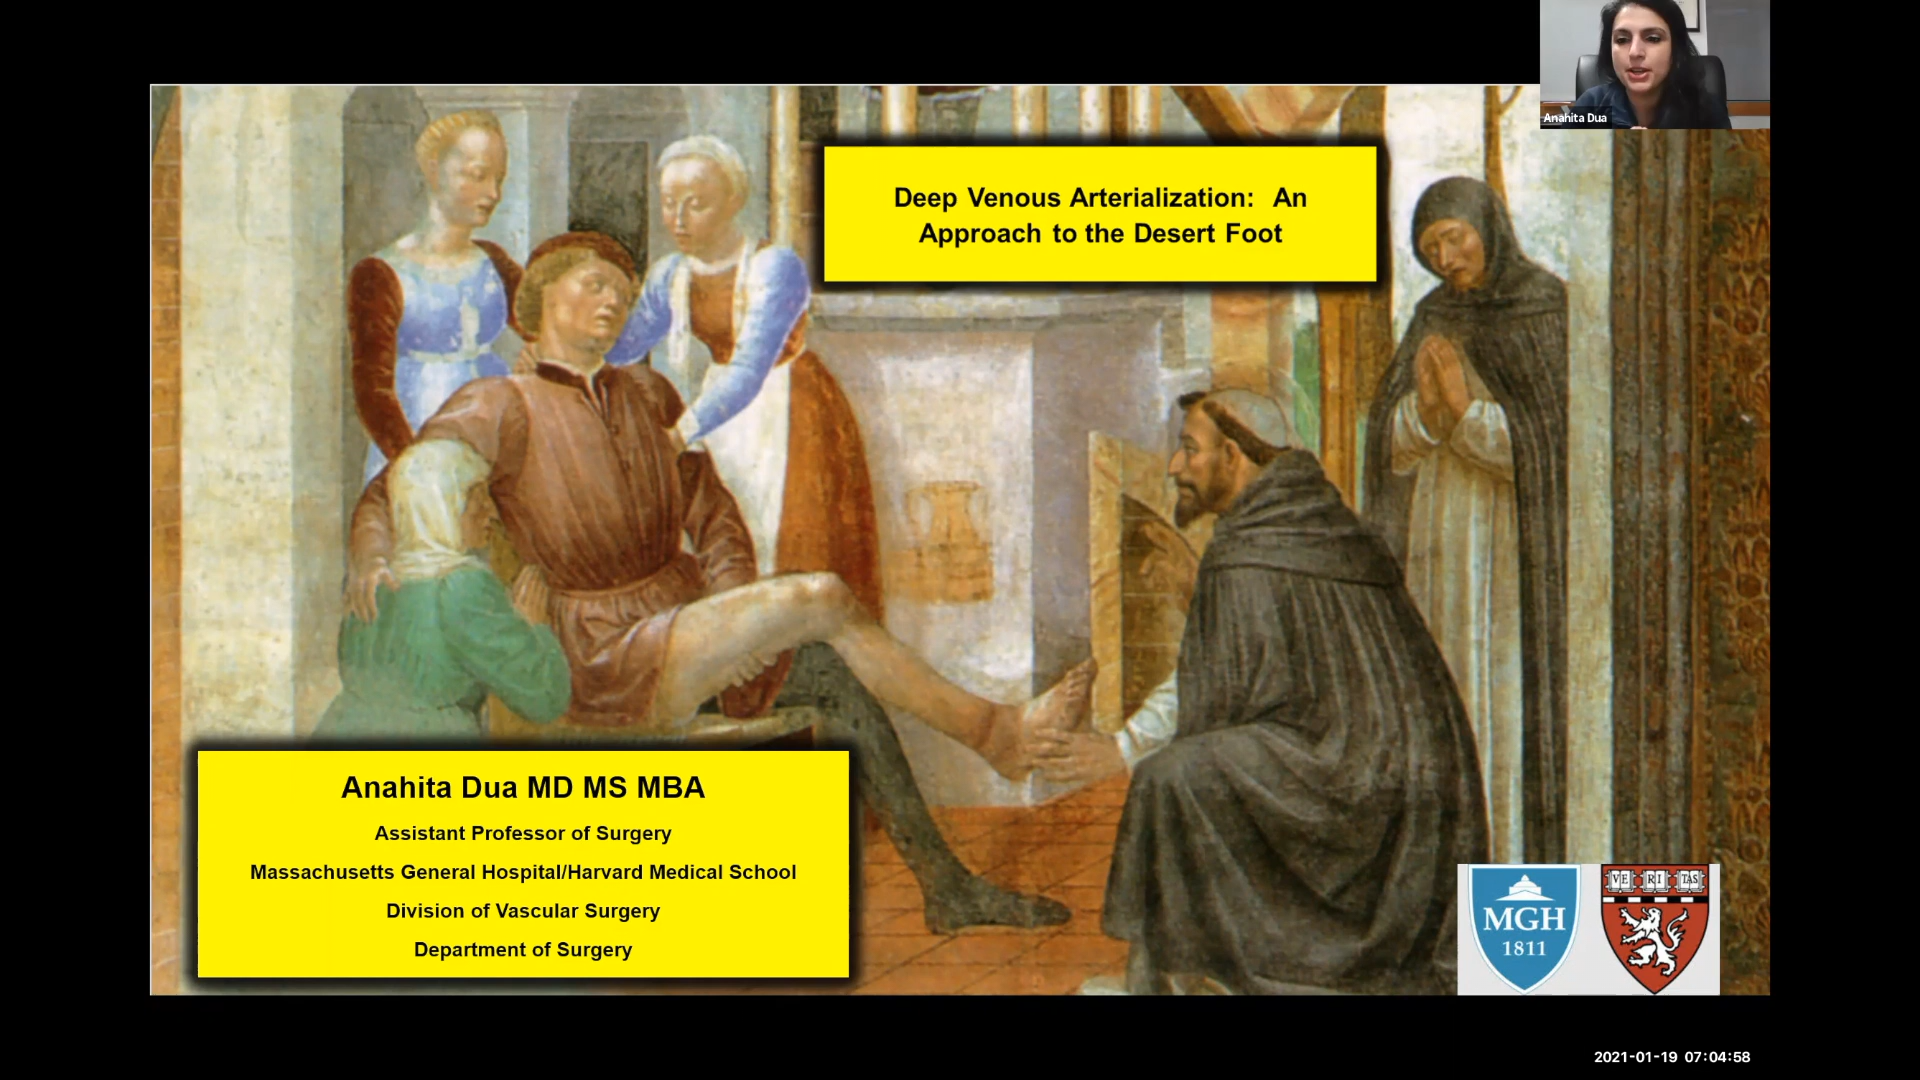 Anahita Dua
Deep Venous Arterialization: An
Approach to the Desert Foot
Anahita Dua MD MS MBA
Assistant Professor of Surgery
Massachusetts General Hospital/Harvard Medical School
Division of Vascular Surgery
Department of Surgery
MGH
1811
VE RI TAS
2021-01-19 07:04:58